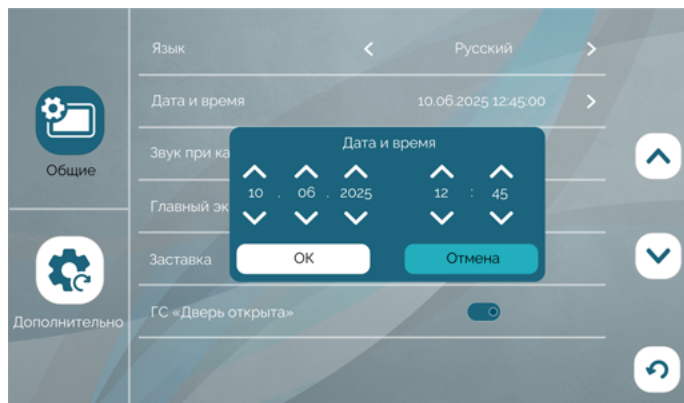 Язык
Русский
Дата и время
10.06.2025 12:45:00
Звук при ка
Общие
Дата и время
10 . 06 . 2025 12 : 45
Главный эк
Заставка
ОК
Отмена
Дополнительно
ГС «Дверь открыта»